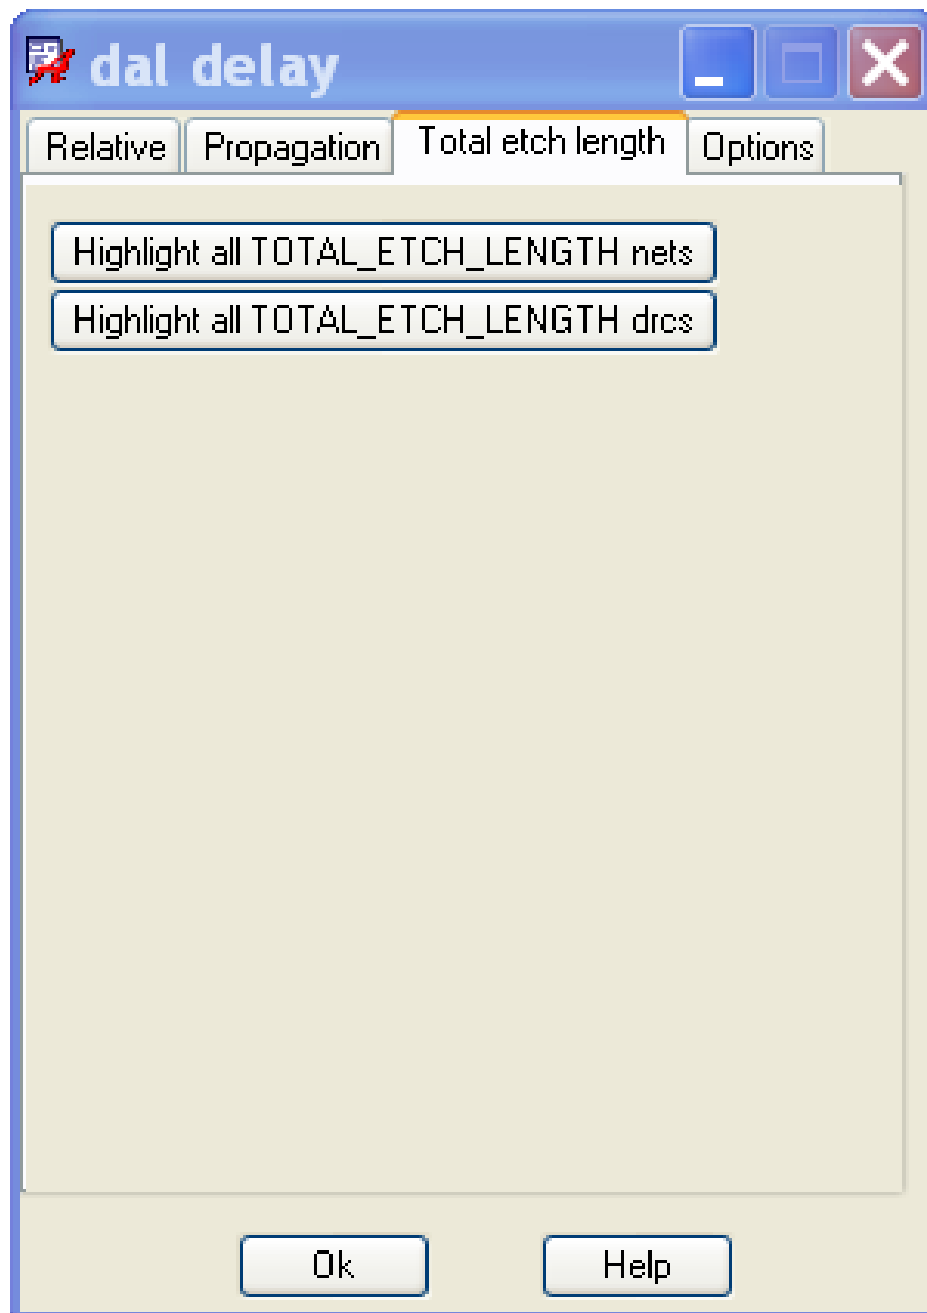 dal delay
Relative Propagation Total etch length Options
Highlight all TOTAL_ETCH_LENGTH nets
Highlight all TOTAL_ETCH_LENGTH drcs
Ok Help